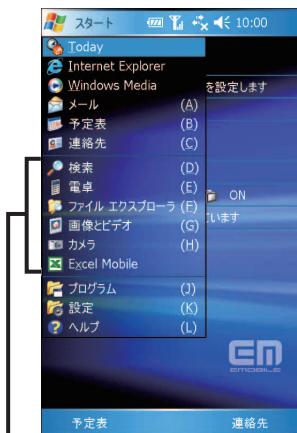 スタート 10:00
Today
Internet Explorer
Windows Media
を設定します
メール (A)
予定表 (B)
連絡先 (C)
検索 (D)
電卓 (E)
ON
ファイル エクスプローラ (F)
います
画像とビデオ (G)
カメラ (H)
Excel Mobile
プログラム (J)
設定 (K)
ヘルプ (L)
EM
EMOBILE
予定表 連絡先